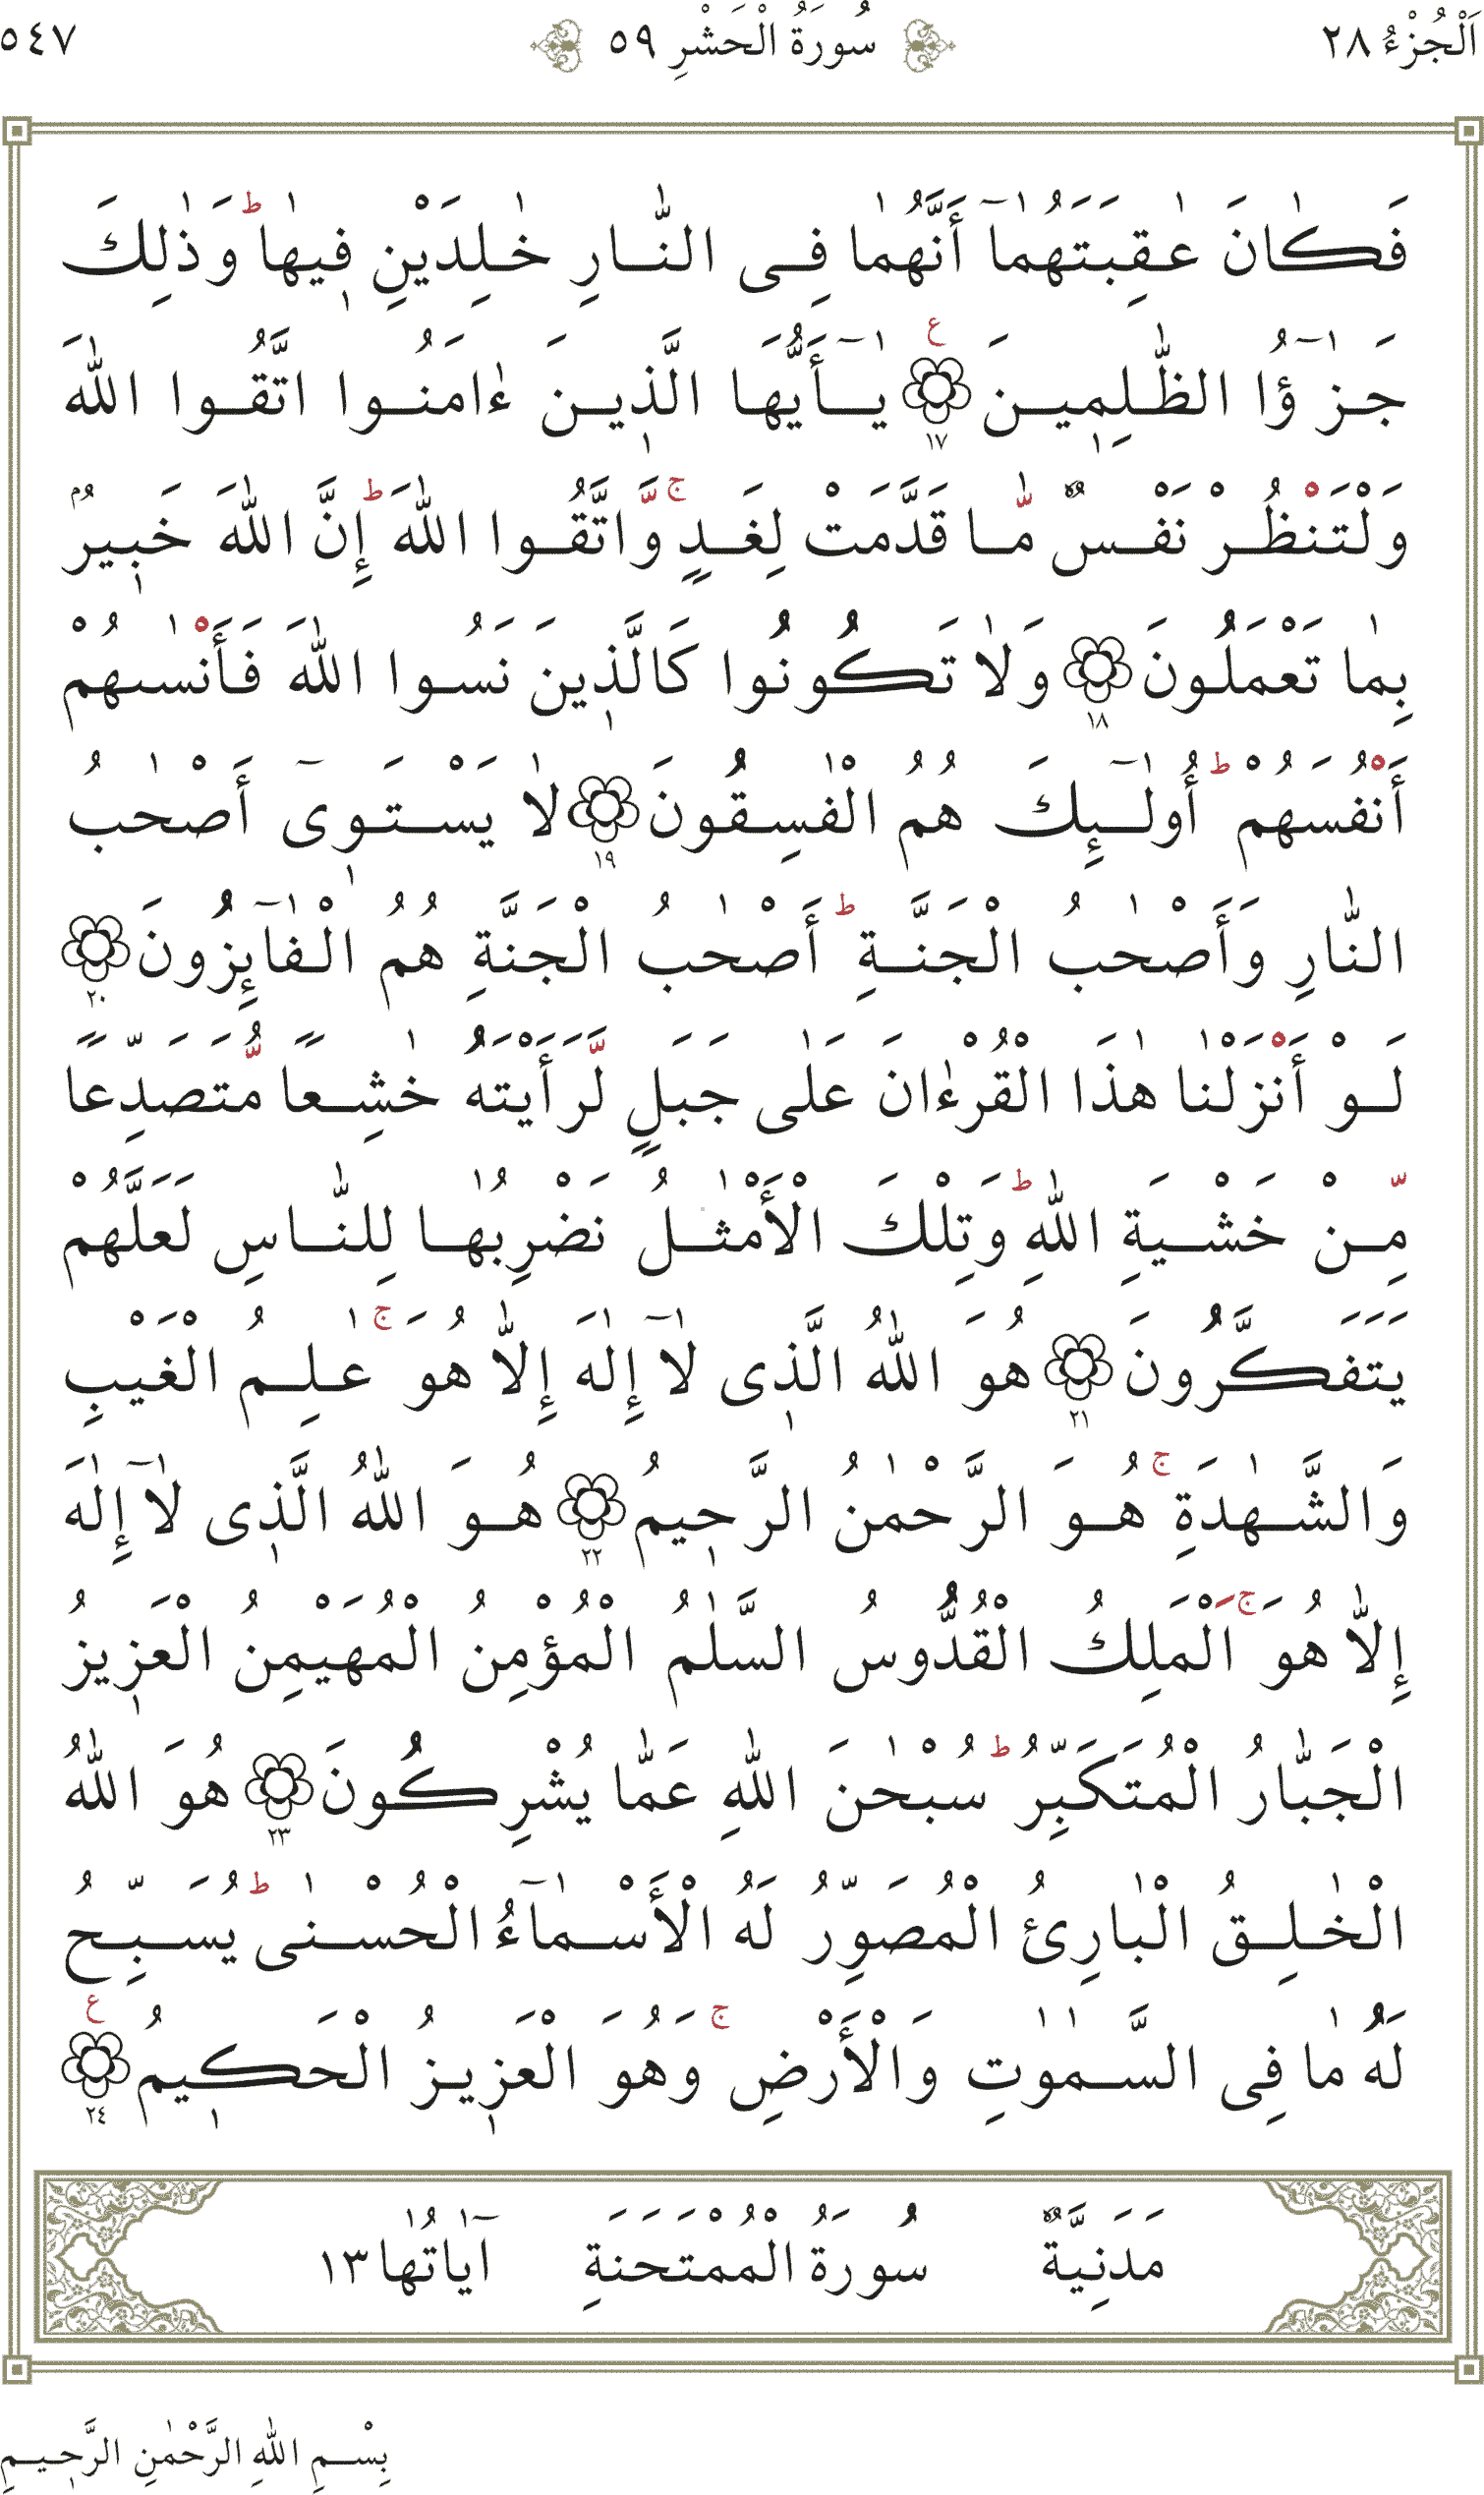 اَلْجُزْءُ ٢٨ سُورَةُ الْحَشْرِ ٥٩ ٥٤٧
فَكٰانَ عٰقِبَتَهُمٰآ أَنَّهُمٰا فِى النّٰارِ خٰلِدَيْنِ فٖيهٰا ۖط وَذٰلِكَ
جَزٰٓؤُا الظّٰلِمٖينَ ١٧ ع يٰٓأَيُّهَا الَّذٖينَ ءٰامَنُوا اتَّقُوا اللّٰهَ
وَلْتَنْظُرْ نَفْسٌ مّٰا قَدَّمَتْ لِغَدٍ ج وَّاتَّقُوا اللّٰهَ ط إِنَّ اللّٰهَ خَبٖيرٌۢ
بِمٰا تَعْمَلُونَ ١٨ وَلٰا تَكُونُوا كَالَّذٖينَ نَسُوا اللّٰهَ فَأَنْسٰىهُمْ
أَنْفُسَهُمْ ط أُولٰٓئِكَ هُمُ الْفٰسِقُونَ ١٩ لٰا يَسْتَوٖىٓ أَصْحٰبُ
النّٰارِ وَأَصْحٰبُ الْجَنَّةِ ط أَصْحٰبُ الْجَنَّةِ هُمُ الْفٰآئِزُونَ ٢٠
لَوْ أَنْزَلْنٰا هٰذَا الْقُرْءٰانَ عَلٰى جَبَلٍ لَّرَأَيْتَهُ خٰشِعاً مُّتَصَدِّعاً
مِّنْ خَشْيَةِ اللّٰهِ ط وَتِلْكَ الْأَمْثٰلُ نَضْرِبُهٰا لِلنّٰاسِ لَعَلَّهُمْ
يَتَفَكَّرُونَ ٢١ هُوَ اللّٰهُ الَّذٖى لٰآ إِلٰهَ إِلّٰا هُوَ ج عٰلِمُ الْغَيْبِ
وَالشَّهٰدَةِ ج هُوَ الرَّحْمٰنُ الرَّحٖيمُ ٢٢ هُوَ اللّٰهُ الَّذٖى لٰآ إِلٰهَ
إِلّٰا هُوَ ج اَلْمَلِكُ الْقُدُّوسُ السَّلٰمُ الْمُؤْمِنُ الْمُهَيْمِنُ الْعَزٖيزُ
الْجَبّٰارُ الْمُتَكَبِّرُ ط سُبْحٰنَ اللّٰهِ عَمّٰا يُشْرِكُونَ ٢٣ هُوَ اللّٰهُ
الْخٰلِقُ الْبٰارِئُ الْمُصَوِّرُ لَهُ الْأَسْمٰآءُ الْحُسْنٰى ط يُسَبِّحُ
لَهُ مٰا فِى السَّمٰوٰتِ وَالْأَرْضِ ج وَهُوَ الْعَزٖيزُ الْحَكٖيمُ ٢٤ ع
مَدَنِيَّةٌ سُورَةُ الْمُمْتَحَنَةِ آيٰاتُهٰا ١٣
بِسْمِ اللّٰهِ الرَّحْمٰنِ الرَّحٖيمِ